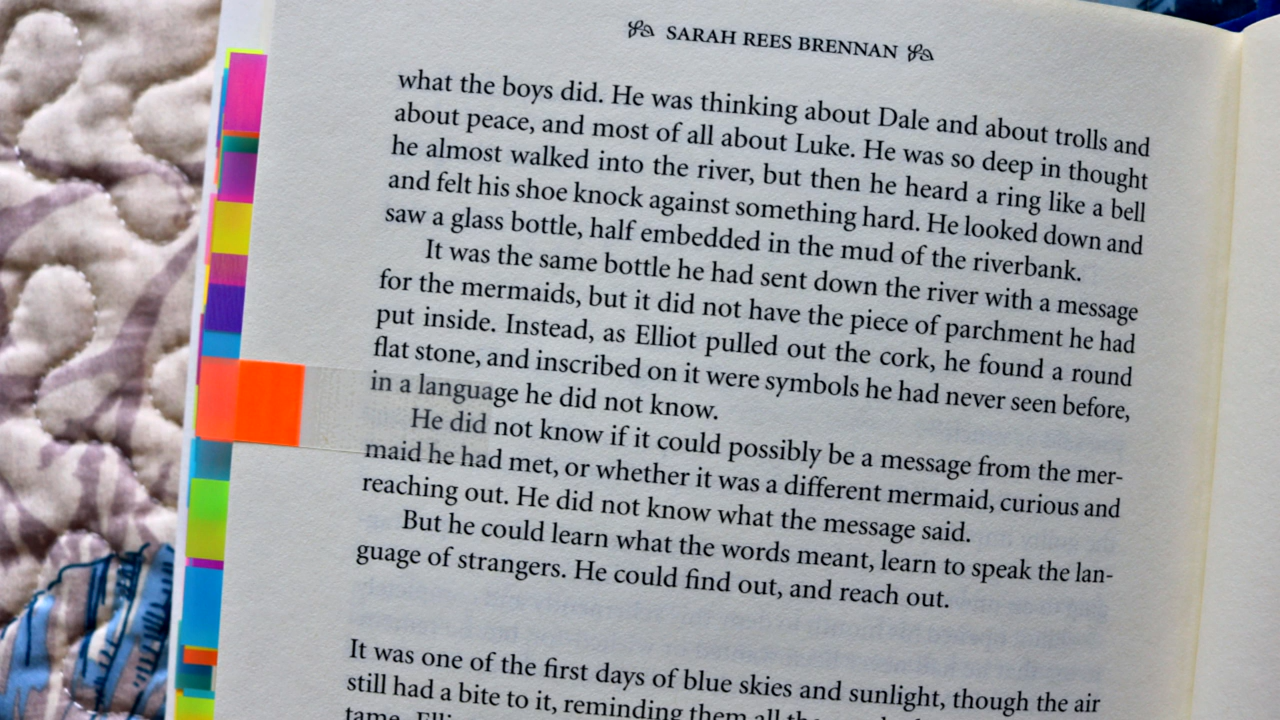 SARAH REES BRENNAN
what the boys did. He was thinking about Dale and about trolls and
about peace, and most of all about Luke. He was so deep in thought
he almost walked into the river, but then he heard a ring like a bell
and felt his shoe knock against something hard. He looked down and
saw a glass bottle, half embedded in the mud of the riverbank.
It was the same bottle he had sent down the river with a message
for the mermaids, but it did not have the piece of parchment he had
put inside. Instead, as Elliot pulled out the cork, he found a round
flat stone, and inscribed on it were symbols he had never seen before,
in a language he did not know.
He did not know if it could possibly be a message from the mer-
maid he had met, or whether it was a different mermaid, curious and
reaching out. He did not know what the message said.
But he could learn what the words meant, learn to speak the lan-
guage of strangers. He could find out, and reach out.
It was one of the first days of blue skies and sunlight, though the air
still had a bite to it, reminding them all
tame.